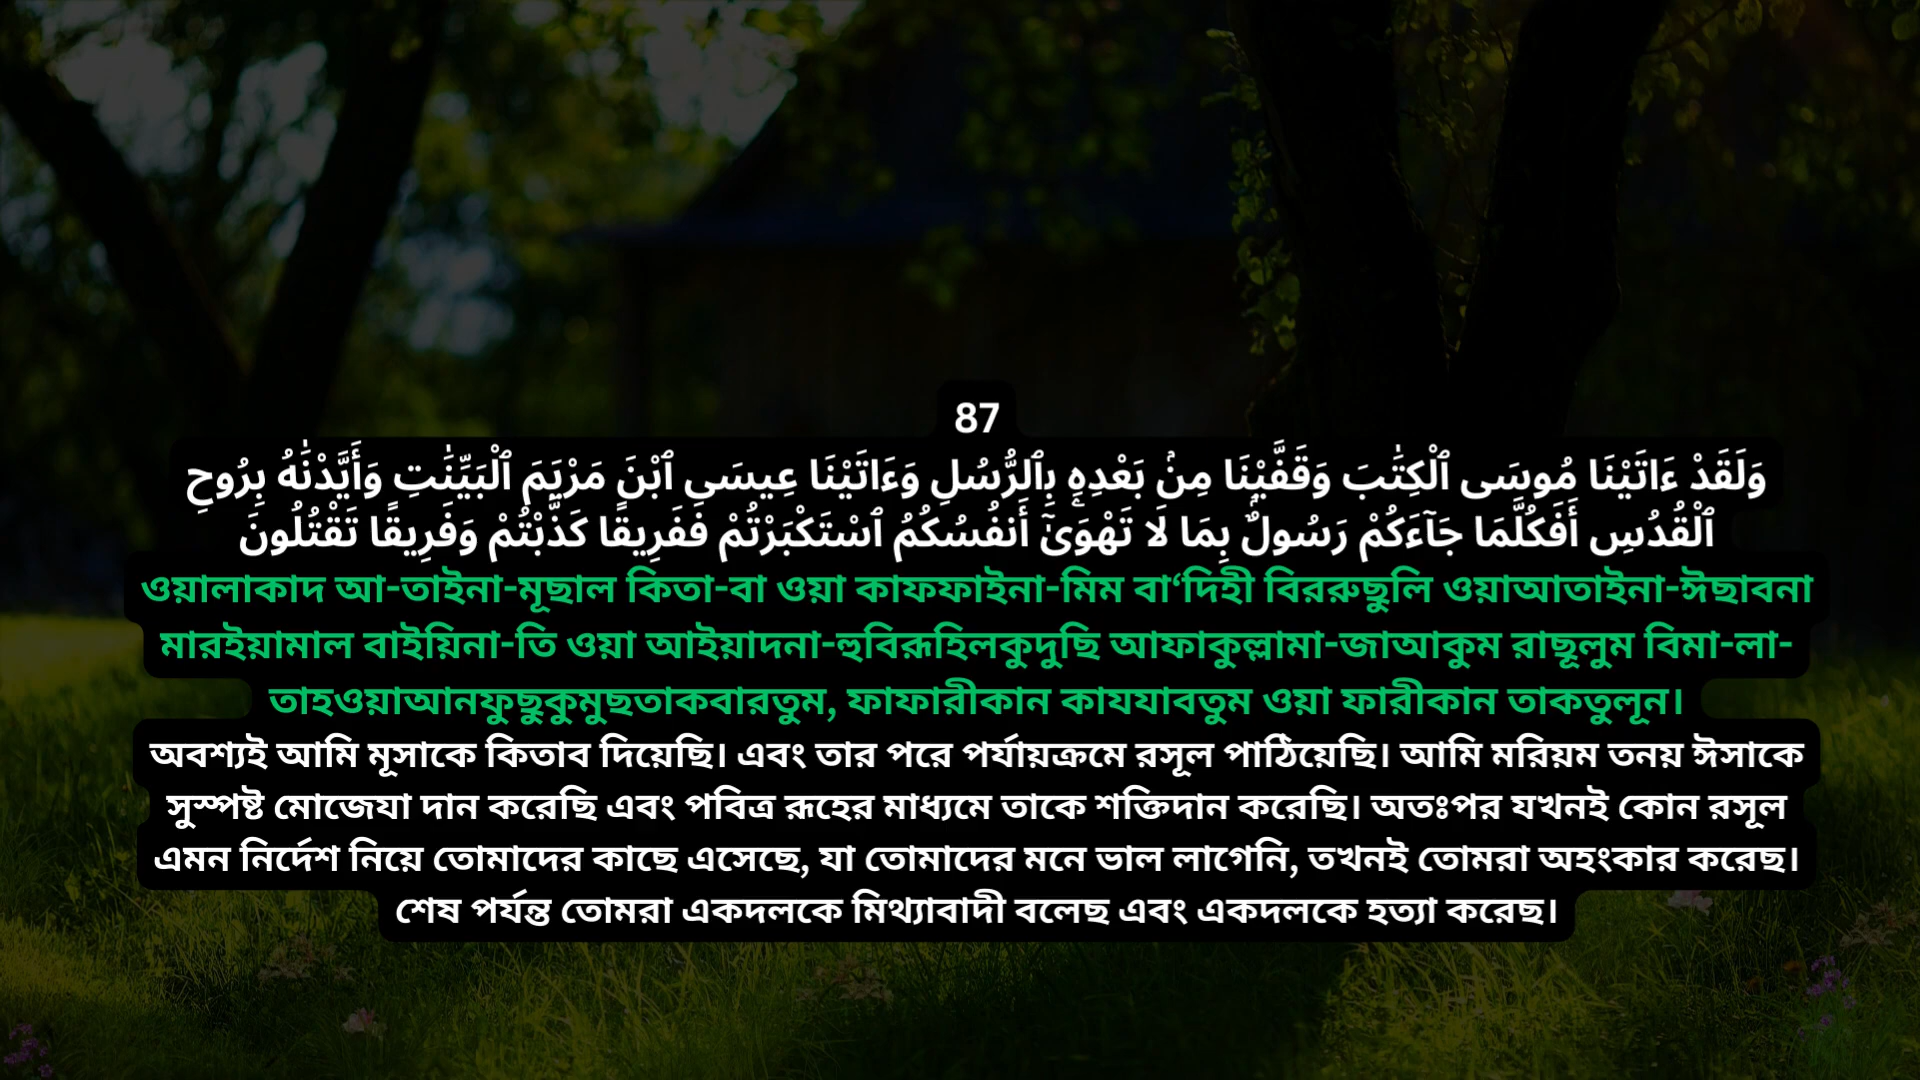 87
وَلَقَدْ ءَاتَيْنَا مُوسَى ٱلْكِتَٰبَ وَقَفَّيْنَا مِنۢ بَعْدِهِۦ بِٱلرُّسُلِ وَءَاتَيْنَا عِيسَى ٱبْنَ مَرْيَمَ ٱلْبَيِّنَٰتِ وَأَيَّدْنَٰهُ بِرُوحِ
ٱلْقُدُسِ أَفَكُلَّمَا جَآءَكُمْ رَسُولٌۢ بِمَا لَا تَهْوَىٰٓ أَنفُسُكُمُ ٱسْتَكْبَرْتُمْ فَفَرِيقًا كَذَّبْتُمْ وَفَرِيقًا تَقْتُلُونَ
ওয়ালাকাদ আ-তাইনা-মূছাল কিতা-বা ওয়া কাফফাইনা-মিম বা‘দিহী বিররুছুলি ওয়াআতাইনা-ঈছাবনা
মারইয়ামাল বাইয়িনা-তি ওয়া আইয়াদনা-হুবিরূহিলকুদুছি আফাকুল্লামা-জাআকুম রাছূলুম বিমা-লা-
তাহওয়াআনফুছুকুমুছতাকবারতুম, ফাফারীকান কাযযাবতুম ওয়া ফারীকান তাকতুলূন।
অবশ্যই আমি মূসাকে কিতাব দিয়েছি। এবং তার পরে পর্যায়ক্রমে রসূল পাঠিয়েছি। আমি মরিয়ম তনয় ঈসাকে
সুস্পষ্ট মোজেযা দান করেছি এবং পবিত্র রূহের মাধ্যমে তাকে শক্তিদান করেছি। অতঃপর যখনই কোন রসূল
এমন নির্দেশ নিয়ে তোমাদের কাছে এসেছে, যা তোমাদের মনে ভাল লাগেনি, তখনই তোমরা অহংকার করেছ।
শেষ পর্যন্ত তোমরা একদলকে মিথ্যাবাদী বলেছ এবং একদলকে হত্যা করেছ।